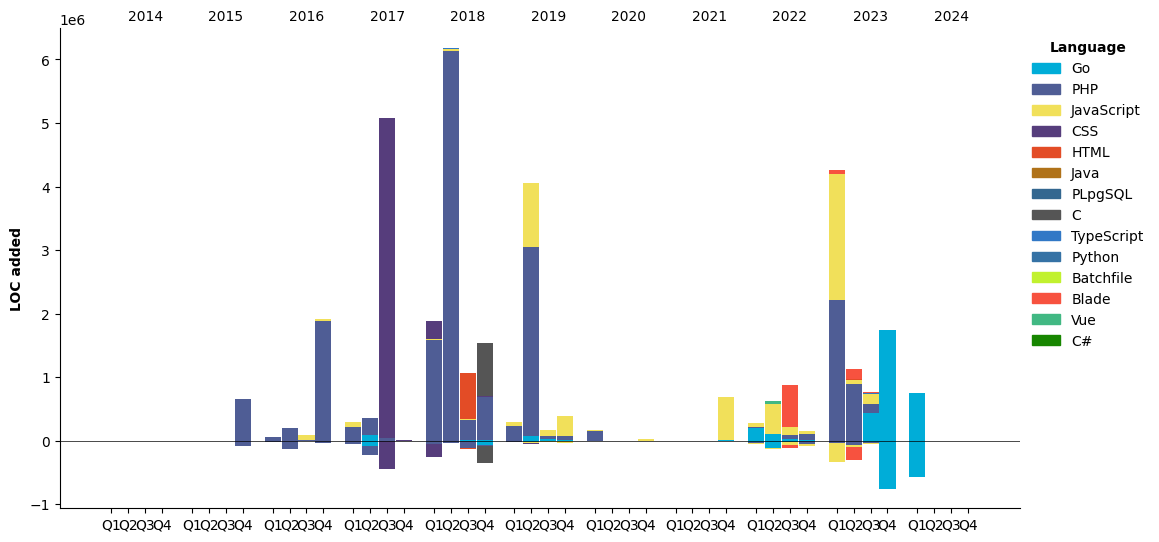 1e6
2014 2015 2016 2017 2018 2019 2020 2021 2022 2023 2024
LOC added
6
5
4
3
2
1
0
−1
Q1Q2Q3Q4 Q1Q2Q3Q4 Q1Q2Q3Q4 Q1Q2Q3Q4 Q1Q2Q3Q4 Q1Q2Q3Q4 Q1Q2Q3Q4 Q1Q2Q3Q4 Q1Q2Q3Q4 Q1Q2Q3Q4 Q1Q2Q3Q4
Language
Go
PHP
JavaScript
CSS
HTML
Java
PLpgSQL
C
TypeScript
Python
Batchfile
Blade
Vue
C#